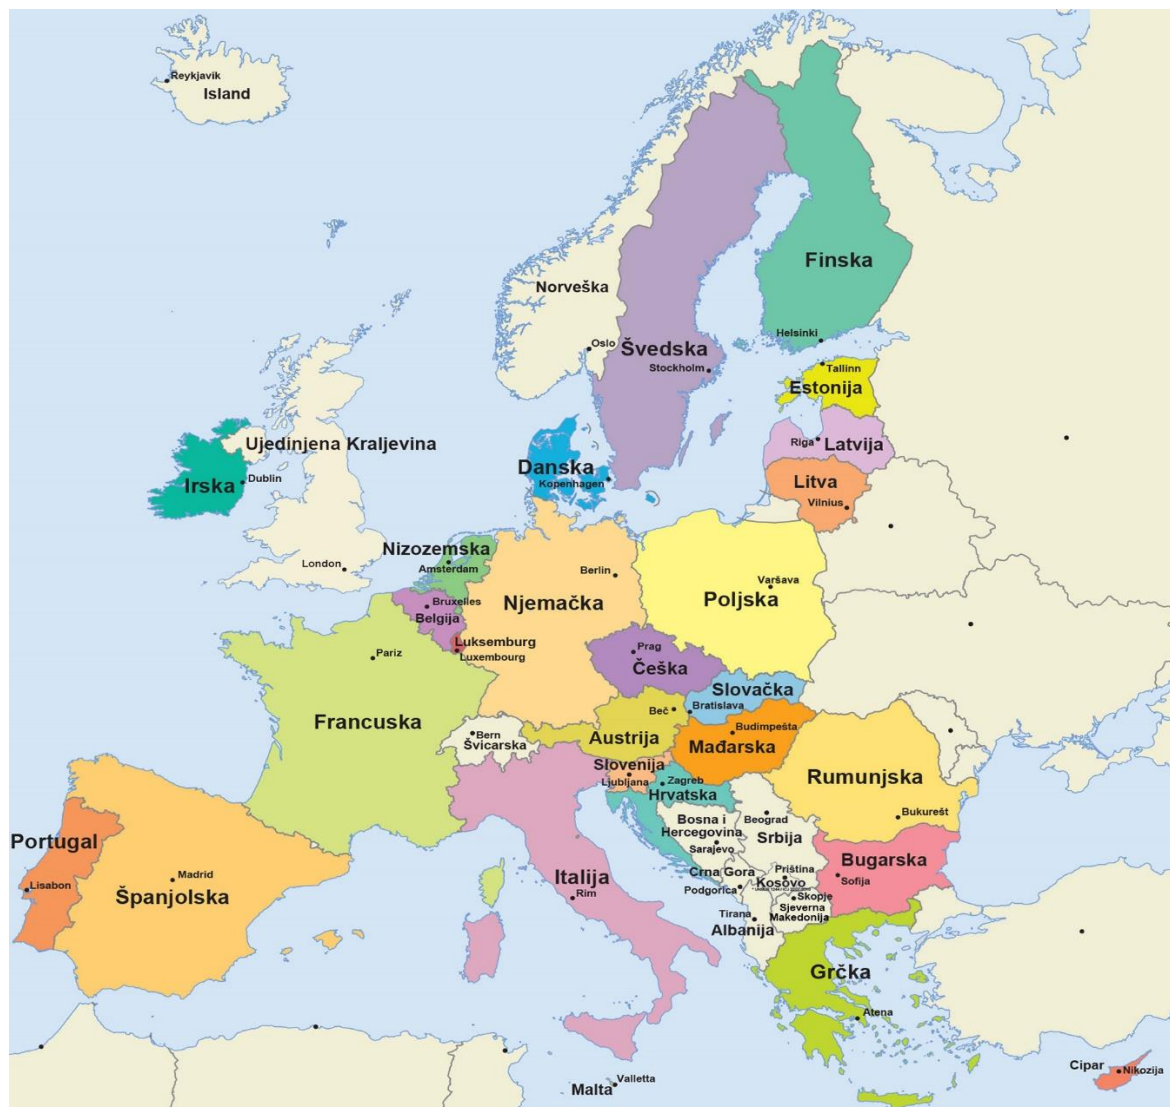 Reykjavik
Island
Finska
Norveška
Helsinki
Oslo
Švedska
Stockholm
Tallinn
Estonija
Ujedinjena Kraljevina
Riga
Latvija
Danska
Kopenhagen
Irska
Dublin
Litva
Vilnius
Nizozemska
Amsterdam
London
Berlin
Varšava
Njemačka
Poljska
Bruxelles
Belgija
Luksemburg
Luxembourg
Pariz
Prag
Češka
Slovačka
Bratislava
Beč
Francuska
Bern
Švicarska
Austrija
Budimpešta
Mađarska
Slovenija
Ljubljana
Zagreb
Hrvatska
Rumunjska
Bukurešt
Bosna i
Hercegovina
Sarajevo
Beograd
Srbija
Portugal
Lisabon
Madrid
Španjolska
Italija
Rim
Crna Gora
Podgorica
Priština
Kosovo
Bugarska
Sofija
Skopje
Sjeverna
Makedonija
Tirana
Albanija
Grčka
Atena
Cipar
Nikozija
Malta
Valletta